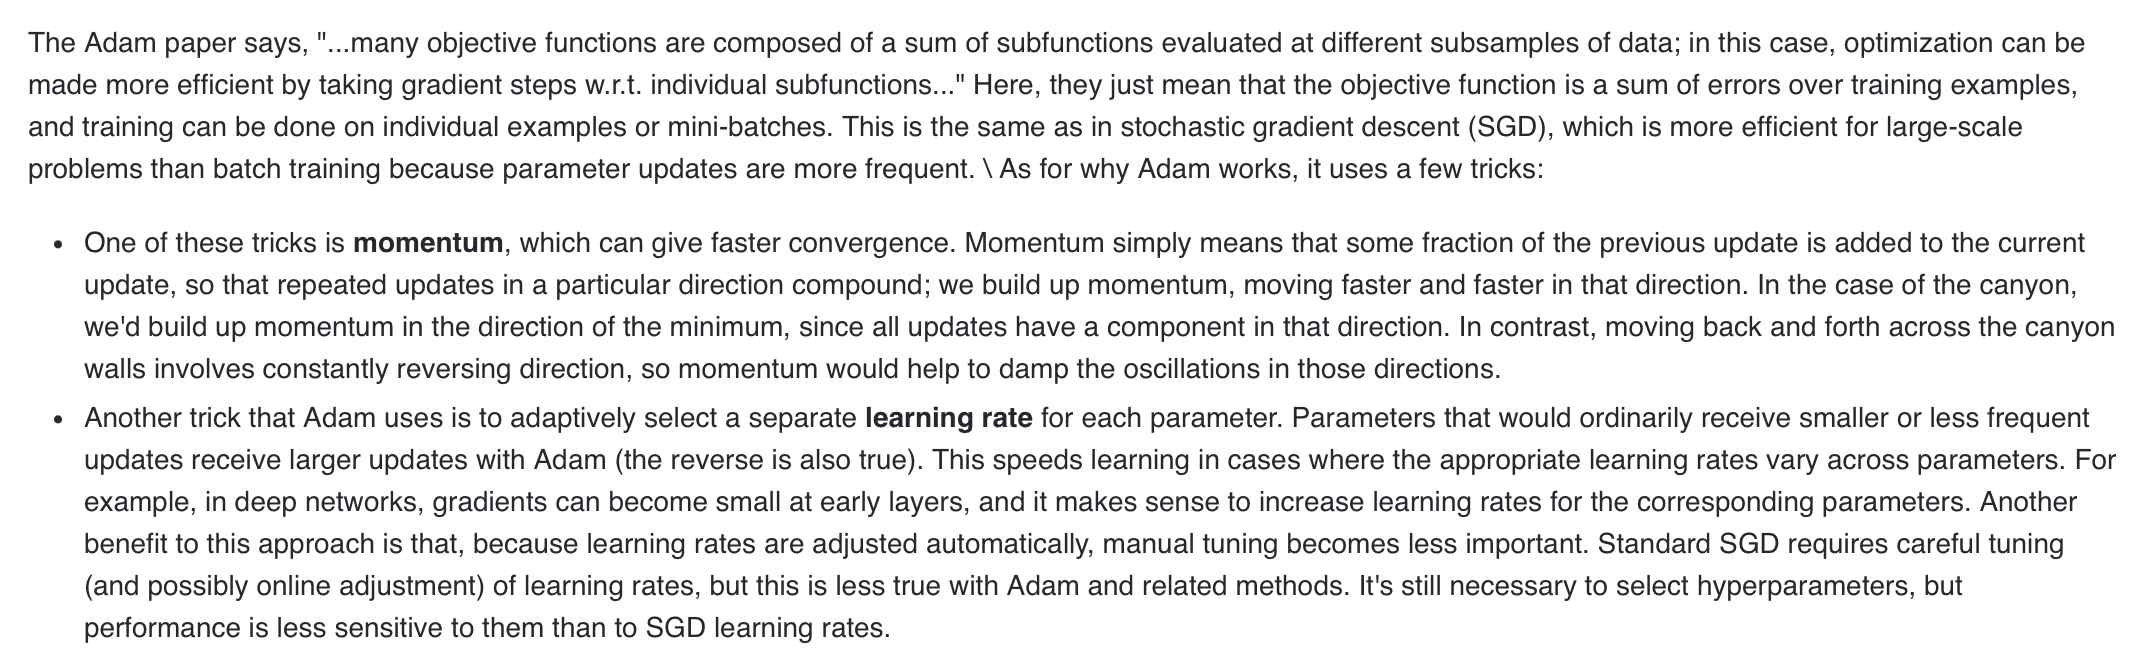 The Adam paper says, "...many objective functions are composed of a sum of subfunctions evaluated at different subsamples of data; in this case, optimization can be
made more efficient by taking gradient steps w.r.t. individual subfunctions..." Here, they just mean that the objective function is a sum of errors over training examples,
and training can be done on individual examples or mini-batches. This is the same as in stochastic gradient descent (SGD), which is more efficient for large-scale
problems than batch training because parameter updates are more frequent. \ As for why Adam works, it uses a few tricks:
• One of these tricks is momentum, which can give faster convergence. Momentum simply means that some fraction of the previous update is added to the current
update, so that repeated updates in a particular direction compound; we build up momentum, moving faster and faster in that direction. In the case of the canyon,
we'd build up momentum in the direction of the minimum, since all updates have a component in that direction. In contrast, moving back and forth across the canyon
walls involves constantly reversing direction, so momentum would help to damp the oscillations in those directions.
• Another trick that Adam uses is to adaptively select a separate learning rate for each parameter. Parameters that would ordinarily receive smaller or less frequent
updates receive larger updates with Adam (the reverse is also true). This speeds learning in cases where the appropriate learning rates vary across parameters. For
example, in deep networks, gradients can become small at early layers, and it makes sense to increase learning rates for the corresponding parameters. Another
benefit to this approach is that, because learning rates are adjusted automatically, manual tuning becomes less important. Standard SGD requires careful tuning
(and possibly online adjustment) of learning rates, but this is less true with Adam and related methods. It's still necessary to select hyperparameters, but
performance is less sensitive to them than to SGD learning rates.